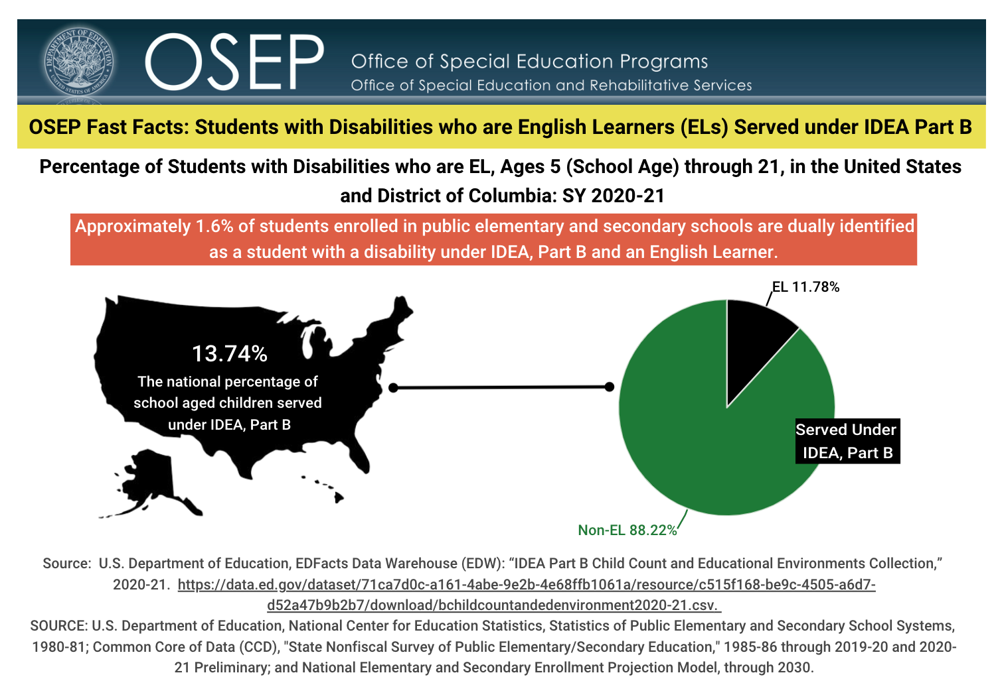 DEPARTMENT OF EDUCATION
UNITED STATES OF AMERICA
OSEP
Office of Special Education Programs
Office of Special Education and Rehabilitative Services
OSEP Fast Facts: Students with Disabilities who are English Learners (ELs) Served under IDEA Part B
Percentage of Students with Disabilities who are EL, Ages 5 (School Age) through 21, in the United States
and District of Columbia: SY 2020-21
Approximately 1.6% of students enrolled in public elementary and secondary schools are dually identified
as a student with a disability under IDEA, Part B and an English Learner.
13.74%
The national percentage of
school aged children served
under IDEA, Part B
EL 11.78%
Served Under
IDEA, Part B
Non-EL 88.22%
Source:  U.S. Department of Education, EDFacts Data Warehouse (EDW): “IDEA Part B Child Count and Educational Environments Collection,”
2020-21.  https://data.ed.gov/dataset/71ca7d0c-a161-4abe-9e2b-4e68ffb1061a/resource/c515f168-be9c-4505-a6d7-
d52a47b9b2b7/download/bchildcountandedenvironment2020-21.csv.
SOURCE: U.S. Department of Education, National Center for Education Statistics, Statistics of Public Elementary and Secondary School Systems,
1980-81; Common Core of Data (CCD), "State Nonfiscal Survey of Public Elementary/Secondary Education," 1985-86 through 2019-20 and 2020-
21 Preliminary; and National Elementary and Secondary Enrollment Projection Model, through 2030.